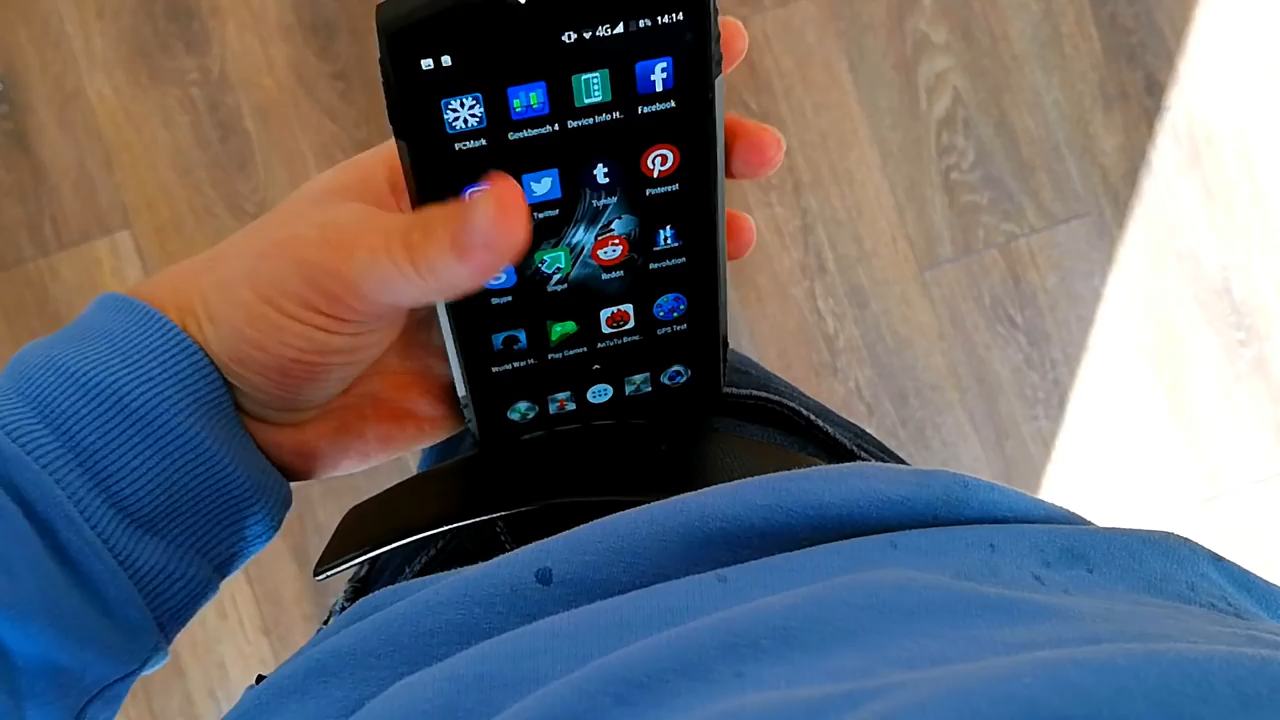 4G 8% 14:14
PCMark
Geekbench 4
Device Info H..
Facebook
Twitter
Tumblr
Pinterest
Skype
Reddit
Revolution
World War H..
Play Games
AnTuTu Benc..
GPS Test